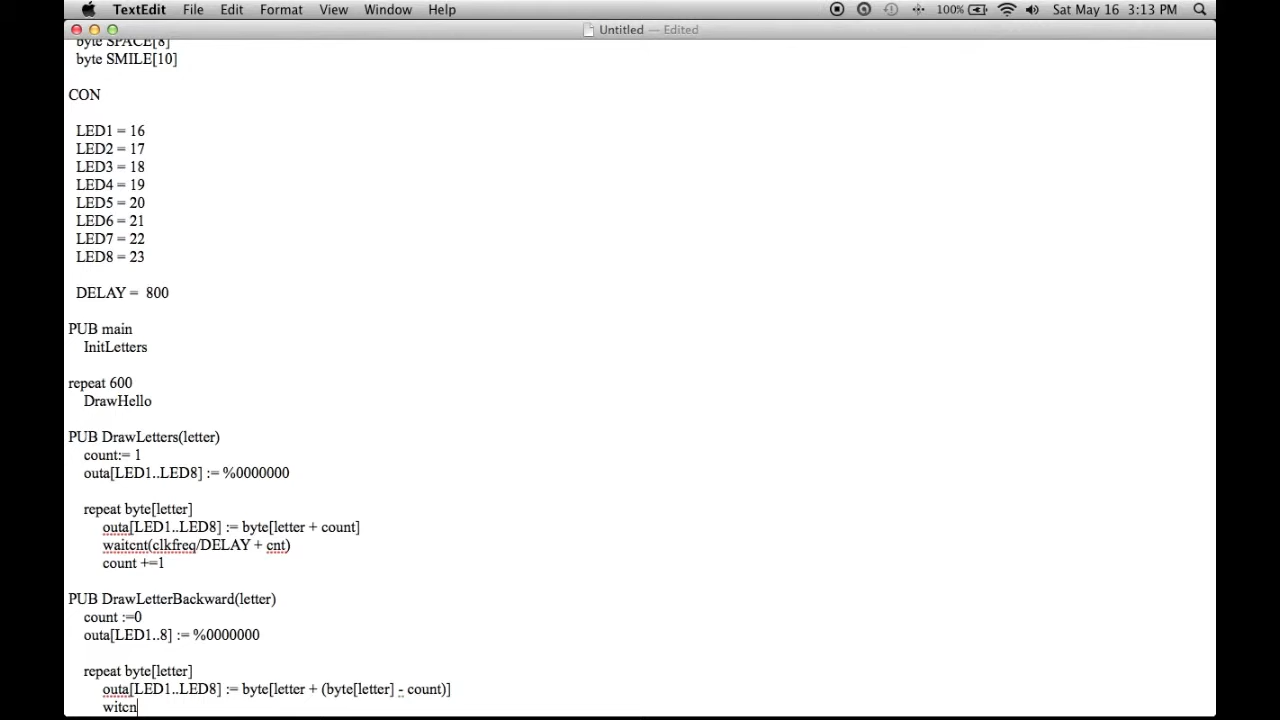 TextEdit File Edit Format View Window Help 100% Sat May 16 3:13 PM
Untitled — Edited
byte SPACE[8]
byte SMILE[10]
CON
LED1 = 16
LED2 = 17
LED3 = 18
LED4 = 19
LED5 = 20
LED6 = 21
LED7 = 22
LED8 = 23
DELAY = 800
PUB main
InitLetters
repeat 600
DrawHello
PUB DrawLetters(letter)
count:= 1
outa[LED1..LED8] := %0000000
repeat byte[letter]
outa[LED1..LED8] := byte[letter + count]
waitcnt(clkfreq/DELAY + cnt)
count +=1
PUB DrawLetterBackward(letter)
count :=0
outa[LED1..8] := %0000000
repeat byte[letter]
outa[LED1..LED8] := byte[letter + (byte[letter] - count)]
witcn